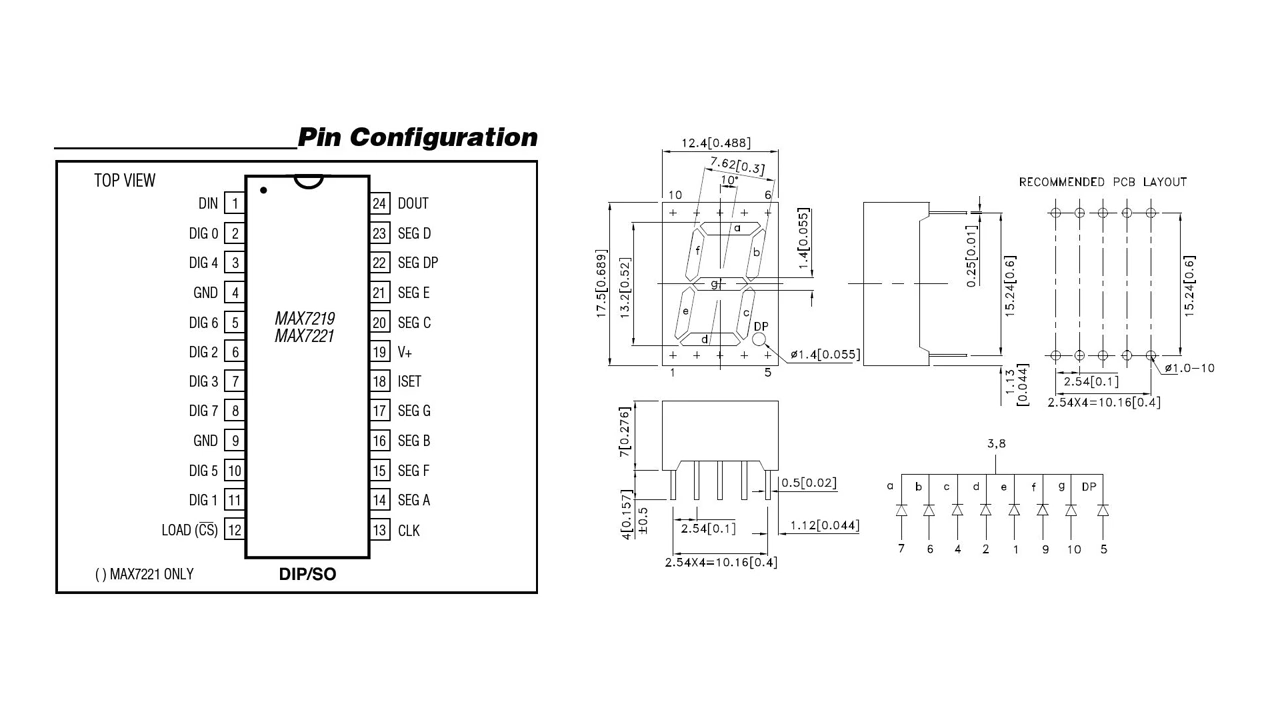 Pin Configuration
TOP VIEW
DIN 1
DIG 0 2
DIG 4 3
GND 4
DIG 6 5
DIG 2 6
DIG 3 7
DIG 7 8
GND 9
DIG 5 10
DIG 1 11
LOAD (CS) 12
MAX7219
MAX7221
24 DOUT
23 SEG D
22 SEG DP
21 SEG E
20 SEG C
19 V+
18 ISET
17 SEG G
16 SEG B
15 SEG F
14 SEG A
13 CLK
( ) MAX7221 ONLY
DIP/SO
12.4[0.488]
7.62[0.3]
10°
10 6
a
b
f
g
e
c
d
DP
1 5
17.5[0.689]
13.2[0.52]
1.4[0.055]
ø1.4[0.055]
0.25[0.01]
15.24[0.6]
1.13
[0.044]
RECOMMENDED PCB LAYOUT
15.24[0.6]
ø1.0-10
2.54[0.1]
2.54X4=10.16[0.4]
7[0.276]
4[0.157]
±0.5
0.5[0.02]
2.54[0.1]
1.12[0.044]
2.54X4=10.16[0.4]
3,8
a b c d e f g DP
7 6 4 2 1 9 10 5